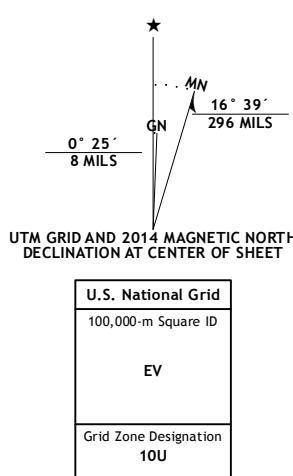 ★
MN
16° 39´
296 MILS
GN
0° 25´
8 MILS
UTM GRID AND 2014 MAGNETIC NORTH
DECLINATION AT CENTER OF SHEET
U.S. National Grid
100,000-m Square ID
EV
Grid Zone Designation
10U